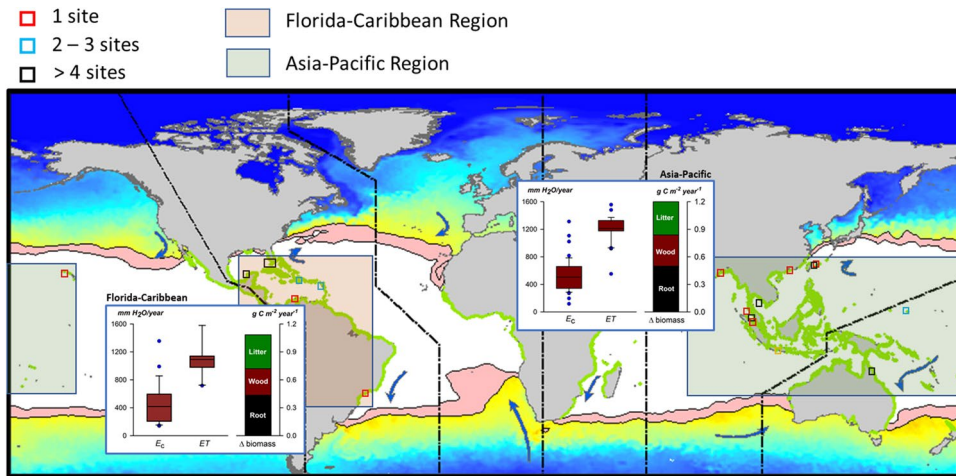 1 site
2 – 3 sites
> 4 sites
Florida-Caribbean Region
Asia-Pacific Region
Asia-Pacific
mm H₂O/year
g C m⁻² year⁻¹
1600
1200
800
400
0
Ec
ET
Litter
Wood
Root
1.2
0.9
0.6
0.3
0.0
Δ biomass
Florida-Caribbean
mm H₂O/year
g C m⁻² year⁻¹
1600
1200
800
400
0
Ec
ET
Litter
Wood
Root
1.2
0.9
0.6
0.3
0.0
Δ biomass